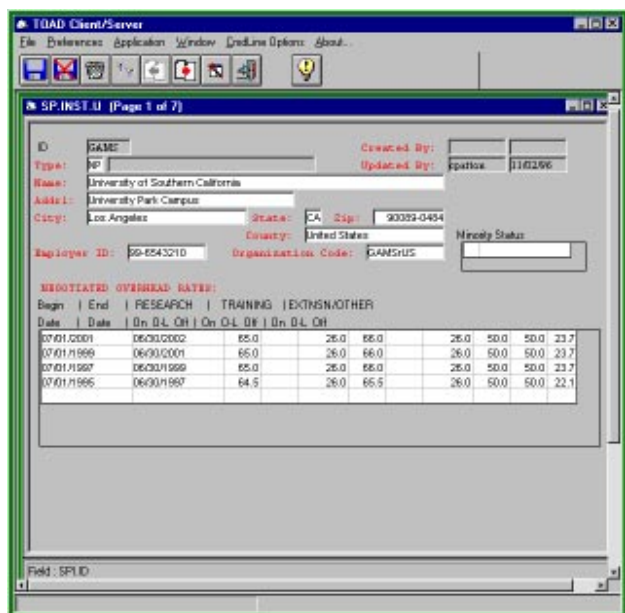 TOAD Client/Server
File Preferences Application Window CredLine Options About...
SP.INST.U (Page 1 of 7)
ID GAMS Created By:
Type: NP Updated By: cpattox 11/02/96
Name: University of Southern California
Addr1: University Park Campus
City: Los Angeles State: CA Zip: 90089-0484
County: United States Minority Status
Employer ID: 99-6543210 Organization Code: GAMSrUS
NEGOTIATED OVERHEAD RATES:
Begin | End | RESEARCH | TRAINING |EXTNSN/OTHER
Date | Date | On O-L Off | On O-L Off | On O-L Off
07/01/2001 06/30/2002 65.0 26.0 66.0 26.0 50.0 50.0 23.7
07/01/1999 06/30/2001 65.0 26.0 66.0 26.0 50.0 50.0 23.7
07/01/1997 06/30/1999 65.0 26.0 66.0 26.0 50.0 50.0 23.7
07/01/1995 06/30/1997 64.5 26.0 65.5 26.0 50.0 50.0 22.1
Field : SPI.ID